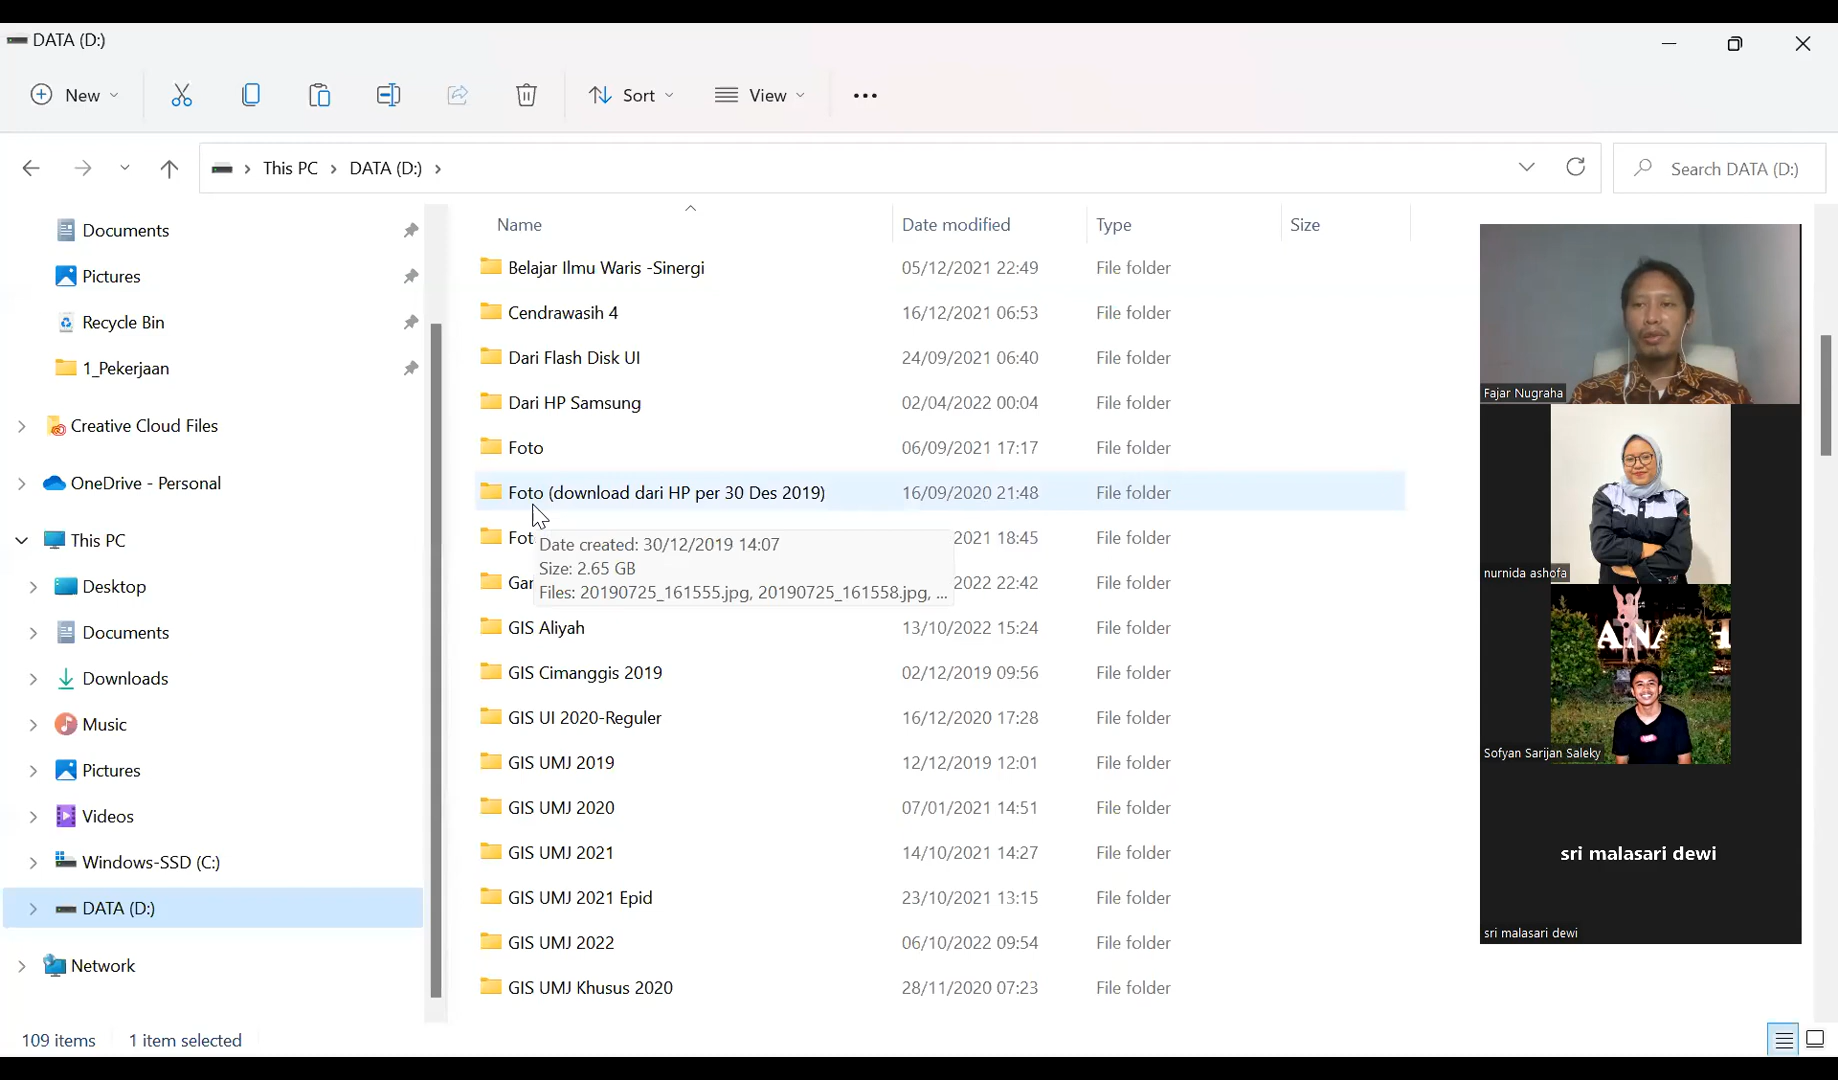 DATA (D:)
New
Sort
View
This PC
DATA (D:)
Search DATA (D:)
Documents
Pictures
Recycle Bin
1_Pekerjaan
Creative Cloud Files
OneDrive - Personal
This PC
Desktop
Documents
Downloads
Music
Pictures
Videos
Windows-SSD (C:)
DATA (D:)
Network
Name Date modified Type Size
Belajar Ilmu Waris -Sinergi 05/12/2021 22:49 File folder
Cendrawasih 4 16/12/2021 06:53 File folder
Dari Flash Disk UI 24/09/2021 06:40 File folder
Dari HP Samsung 02/04/2022 00:04 File folder
Foto 06/09/2021 17:17 File folder
Foto (download dari HP per 30 Des 2019) 16/09/2020 21:48 File folder
2021 18:45 File folder
Date created: 30/12/2019 14:07
Size: 2.65 GB
Files: 20190725_161555.jpg, 20190725_161558.jpg, ...
2022 22:42 File folder
GIS Aliyah 13/10/2022 15:24 File folder
GIS Cimanggis 2019 02/12/2019 09:56 File folder
GIS UI 2020-Reguler 16/12/2020 17:28 File folder
GIS UMJ 2019 12/12/2019 12:01 File folder
GIS UMJ 2020 07/01/2021 14:51 File folder
GIS UMJ 2021 14/10/2021 14:27 File folder
GIS UMJ 2021 Epid 23/10/2021 13:15 File folder
GIS UMJ 2022 06/10/2022 09:54 File folder
GIS UMJ Khusus 2020 28/11/2020 07:23 File folder
Fajar Nugraha
nurnida ashofa
Sofyan Sarijan Saleky
sri malasari dewi
sri malasari dewi
109 items 1 item selected